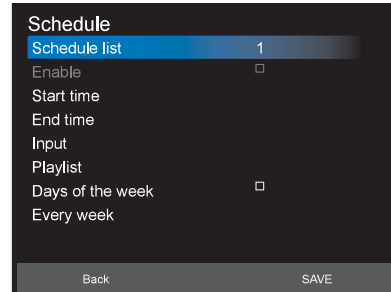 Schedule
Schedule list 1
Enable
Start time
End time
Input
Playlist
Days of the week
Every week
Back SAVE